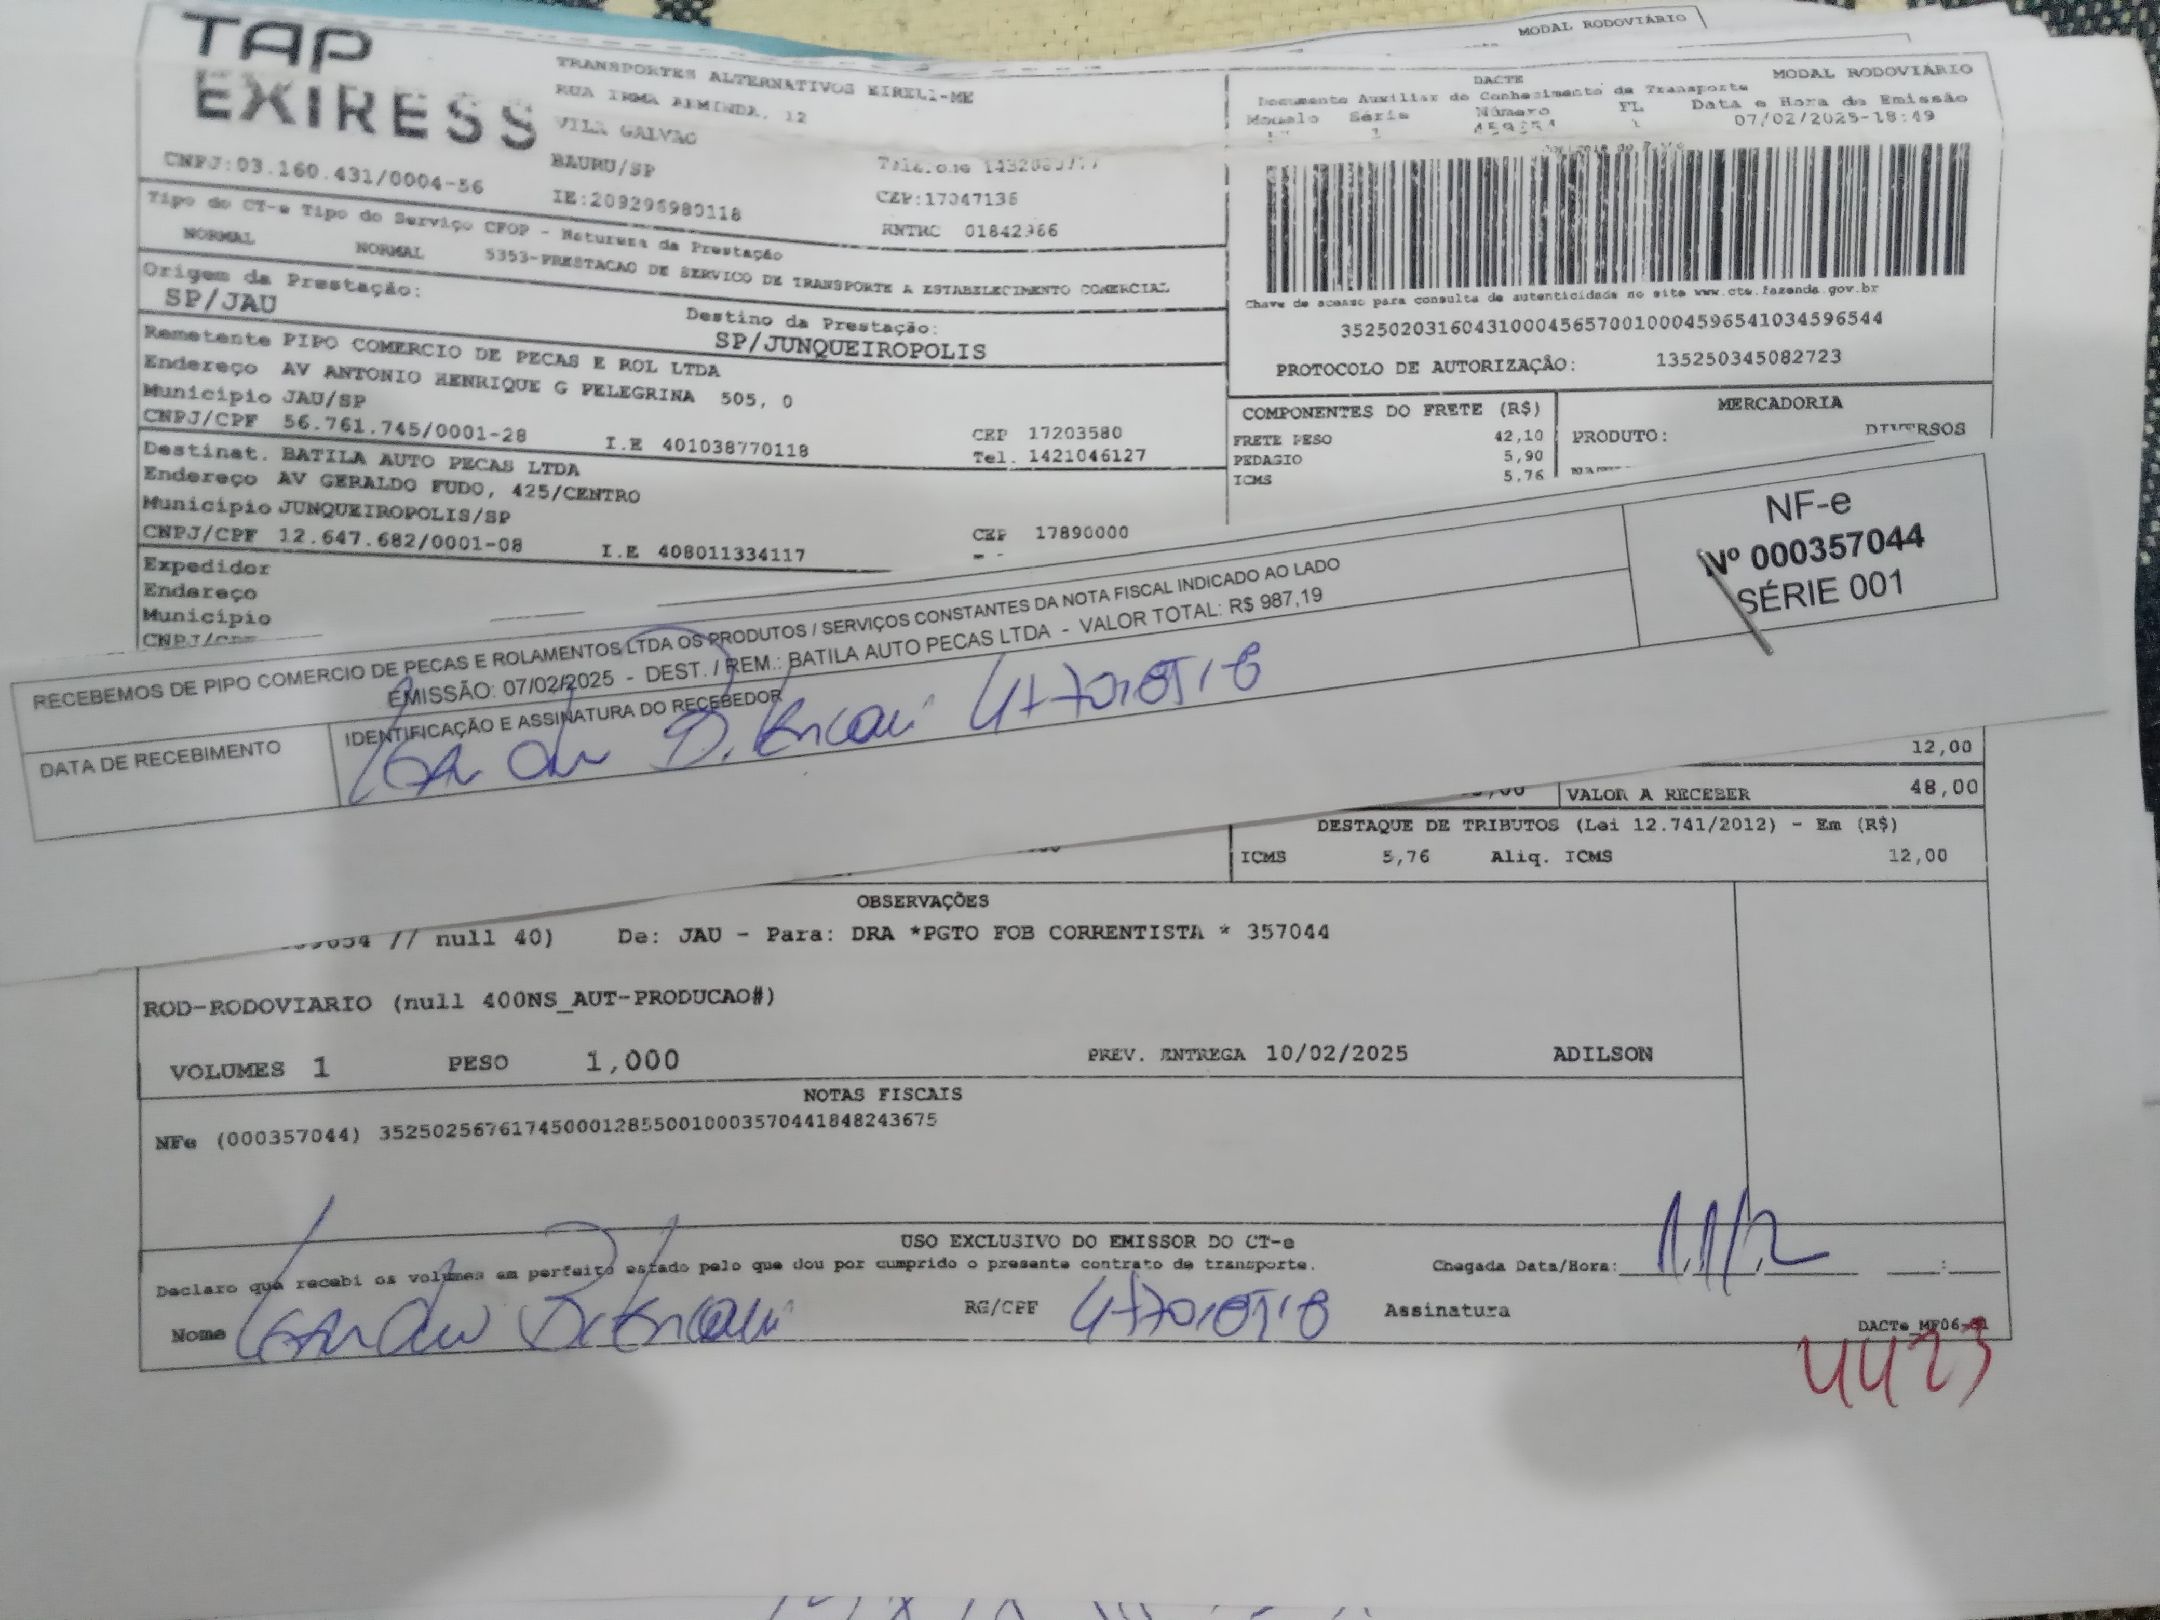 MODAL RODOVIÁRIO
TAP
EXIRESS
TRANSPORTES ALTERNATIVOS EIRELI-ME
RUA IRMA ARMINDA, 12
VILA GALVAO
BAURU/SP
CEP:17047136
CNPJ:03.160.431/0004-56
IE:209296980118
RNTRC 01842366
DACTE
MODAL RODOVIÁRIO
Documento Auxiliar do Conhecimento de Transporte
Modelo Série Número FL Data e Hora de Emissão
1 1 07/02/2025-18:49
Tipo do CT-e Tipo do Serviço CFOP - Natureza da Prestação
NORMAL NORMAL 5353-PRESTACAO DE SERVICO DE TRANSPORTE A ESTABELECIMENTO COMERCIAL
Origem da Prestação:
SP/JAU
Destino da Prestação:
SP/JUNQUEIROPOLIS
Chave de acesso para consulta de autenticidade no site www.cte.fazenda.gov.br
35250203160431000456570010004596541034596544
PROTOCOLO DE AUTORIZAÇÃO: 135250345082723
Remetente PIPO COMERCIO DE PECAS E ROL LTDA
Endereço AV ANTONIO HENRIQUE G PELEGRINA 505, 0
Município JAU/SP
CEP 17203580
CNPJ/CPF 56.761.745/0001-28 I.E 401038770118 Tel. 1421046127
Destinat. BATILA AUTO PECAS LTDA
Endereço AV GERALDO FUDO, 425/CENTRO
Município JUNQUEIROPOLIS/SP
CEP 17890000
CNPJ/CPF 12.647.682/0001-08 I.E 408011334117
Expedidor
Endereço
Município
CNPJ/CPF
COMPONENTES DO FRETE (R$)
FRETE PESO 42,10
PEDAGIO 5,90
ICMS 5,76
MERCADORIA
PRODUTO: DIVERSOS
RECEBEMOS DE PIPO COMERCIO DE PECAS E ROLAMENTOS LTDA OS PRODUTOS / SERVIÇOS CONSTANTES DA NOTA FISCAL INDICADO AO LADO
EMISSÃO: 07/02/2025 - DEST. / REM.: BATILA AUTO PECAS LTDA - VALOR TOTAL: R$ 987,19
DATA DE RECEBIMENTO
IDENTIFICAÇÃO E ASSINATURA DO RECEBEDOR
NF-e
Nº 000357044
SÉRIE 001
12,00
VALOR A RECEBER 48,00
DESTAQUE DE TRIBUTOS (Lei 12.741/2012) - Em (R$)
ICMS 5,76 Aliq. ICMS 12,00
OBSERVAÇÕES
// null 40) De: JAU - Para: DRA *PGTO FOB CORRENTISTA * 357044
ROD-RODOVIARIO (null 400NS_AUT-PRODUCAO#)
VOLUMES 1 PESO 1,000 PREV. ENTREGA 10/02/2025 ADILSON
NOTAS FISCAIS
NFe (000357044) 35250256761745000128550010003570441848243675
USO EXCLUSIVO DO EMISSOR DO CT-e
Declaro que recebi os volumes em perfeito estado pelo que dou por cumprido o presente contrato de transporte.
Chegada Data/Hora: 11/2 :
Nome RG/CPF Assinatura
4423